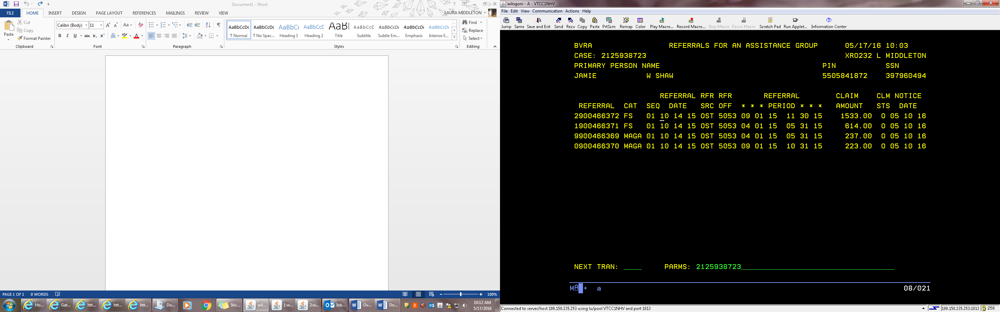 Document1 - Word
FILE HOME INSERT DESIGN PAGE LAYOUT REFERENCES MAILINGS REVIEW VIEW
LAURA MIDDLETON
Paste
Cut
Copy
Format Painter
Clipboard
Calibri (Body) 11
Font
Paragraph
AaBbCcDc AaBbCcDc AaBbCc AaBbCcD AaBl AaBbCcD AaBbCcDc AaBbCcDc AaBbCcDc
¶ Normal ¶ No Spac... Heading 1 Heading 2 Title Subtitle Subtle Em... Emphasis Intense E...
Styles
Find
Replace
Select
Editing
PAGE 1 OF 1 0 WORDS
100%
Ho... Gat... htt... htt... htt... Do... Stic... wil... 1:w... 2:w... Inb... Ov... Do...
10:12 AM
5/17/2016
wilogoni - A - VTCC1NHV
File Edit View Communication Actions Help
Jump Same Save and Exit Send Recv Copy Paste PrtScrn Remap Color Play Macro... Record Macro... Stop Macro Pause Macro Scratch Pad Run Applet... Information Center
BVRA REFERRALS FOR AN ASSISTANCE GROUP 05/17/16 10:03
CASE: 2125938723 XRO232 L MIDDLETON
PRIMARY PERSON NAME PIN SSN
JAMIE W SHAW 5505841872 397960494
REFERRAL RFR RFR REFERRAL CLAIM CLM NOTICE
REFERRAL CAT SEQ DATE SRC OFF * * * PERIOD * * * AMOUNT STS DATE
2900466372 FS 01 10 14 15 OST 5053 09 01 15 11 30 15 1533.00 O 05 10 16
1900466371 FS 01 10 14 15 OST 5053 04 01 15 05 31 15 614.00 O 05 10 16
9900466369 MAGA 01 10 14 15 OST 5053 04 01 15 05 31 15 237.00 O 05 10 16
0900466370 MAGA 01 10 14 15 OST 5053 09 01 15 10 31 15 223.00 O 05 10 16
NEXT TRAN: ____ PARMS: 2125938723
MA + a 08/021
Connected to server/host 198.150.235.253 using lu/pool VTCC1NHV and port 1013
198.150.235.253:1013 256